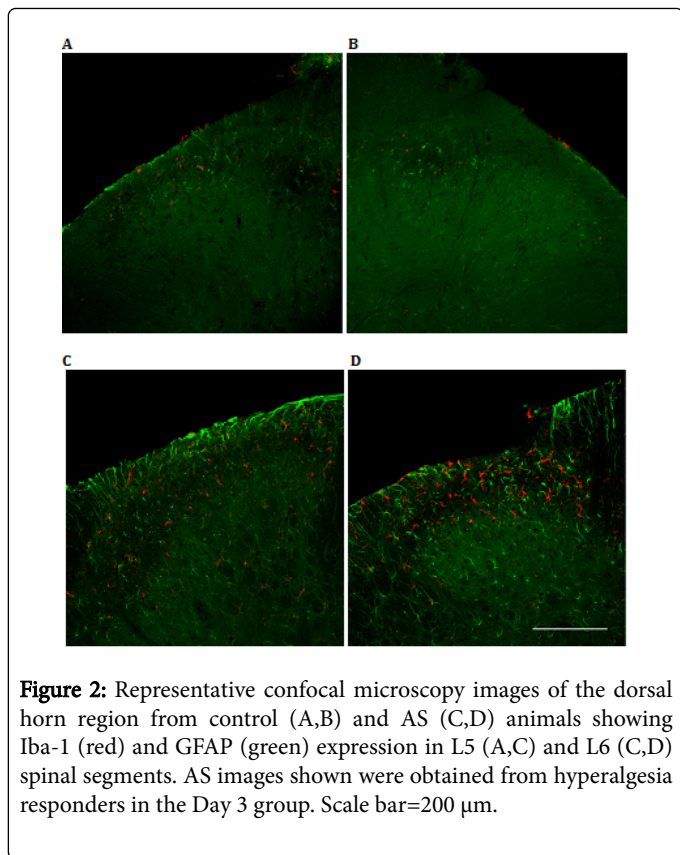 A
B
C
D
Figure 2: Representative confocal microscopy images of the dorsal
horn region from control (A,B) and AS (C,D) animals showing
Iba-1 (red) and GFAP (green) expression in L5 (A,C) and L6 (C,D)
spinal segments. AS images shown were obtained from hyperalgesia
responders in the Day 3 group. Scale bar=200 μm.